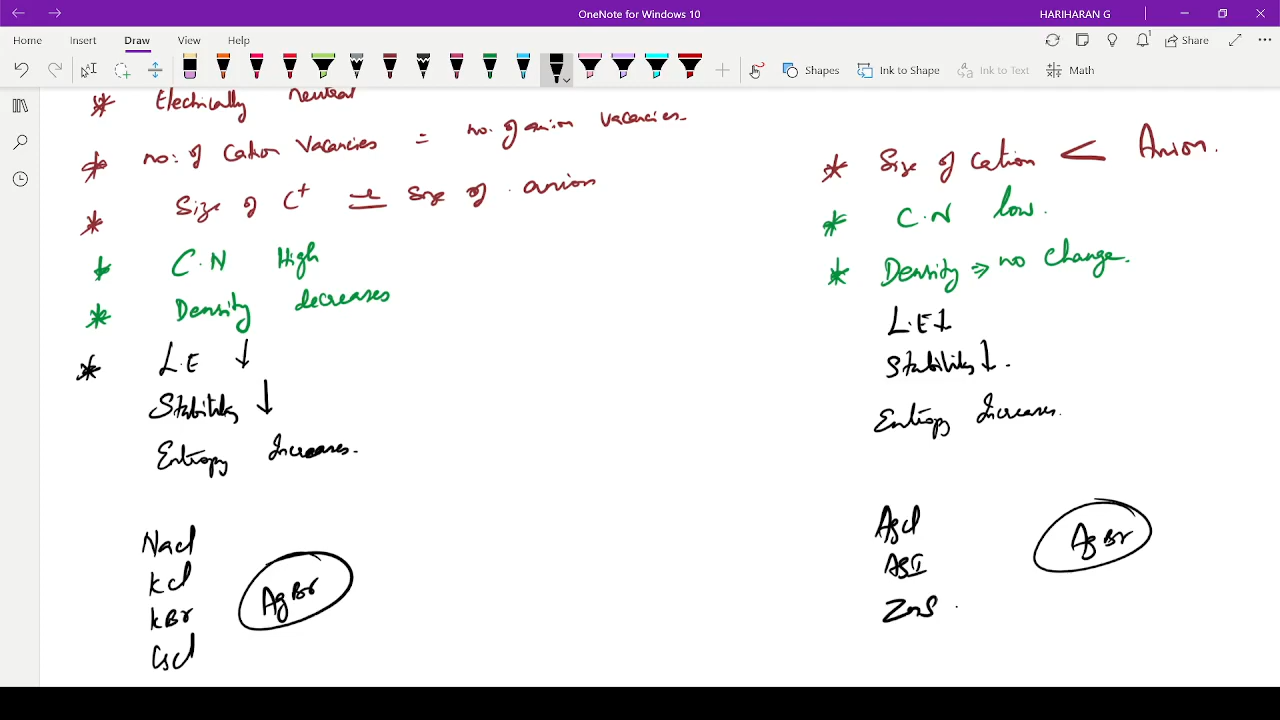 OneNote for Windows 10
HARIHARAN G
Home Insert Draw View Help
Share
Shapes Ink to Shape Ink to Text Math
* Electrically neutral
* no: of Cation Vacancies = no. of anion vacancies.
* Size of C+ ≃ Size of anion
* C.N High
* Density decreases
* L.E ↓
Stability ↓
Entropy Increases.
NaCl
KCl
KBr
CsCl
AgBr
* Size of Cation < Anion.
* C.N low.
* Density => no change.
L.E↓
Stability ↓.
Entropy Increases.
AgCl
AgI
ZnS
AgBr